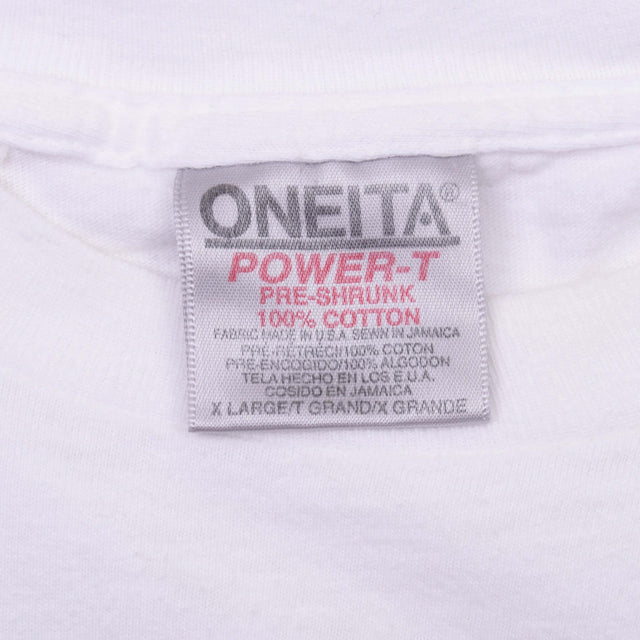 ONEITA®
POWER-T
PRE-SHRUNK
100% COTTON
FABRIC MADE IN U.S.A. SEWN IN JAMAICA
PRE-RETRECI/100% COTON
PRE-ENCOGIDO/100% ALGODON
TELA HECHO EN LOS E.U.A.
COSIDO EN JAMAICA
X LARGE/T GRAND/X GRANDE